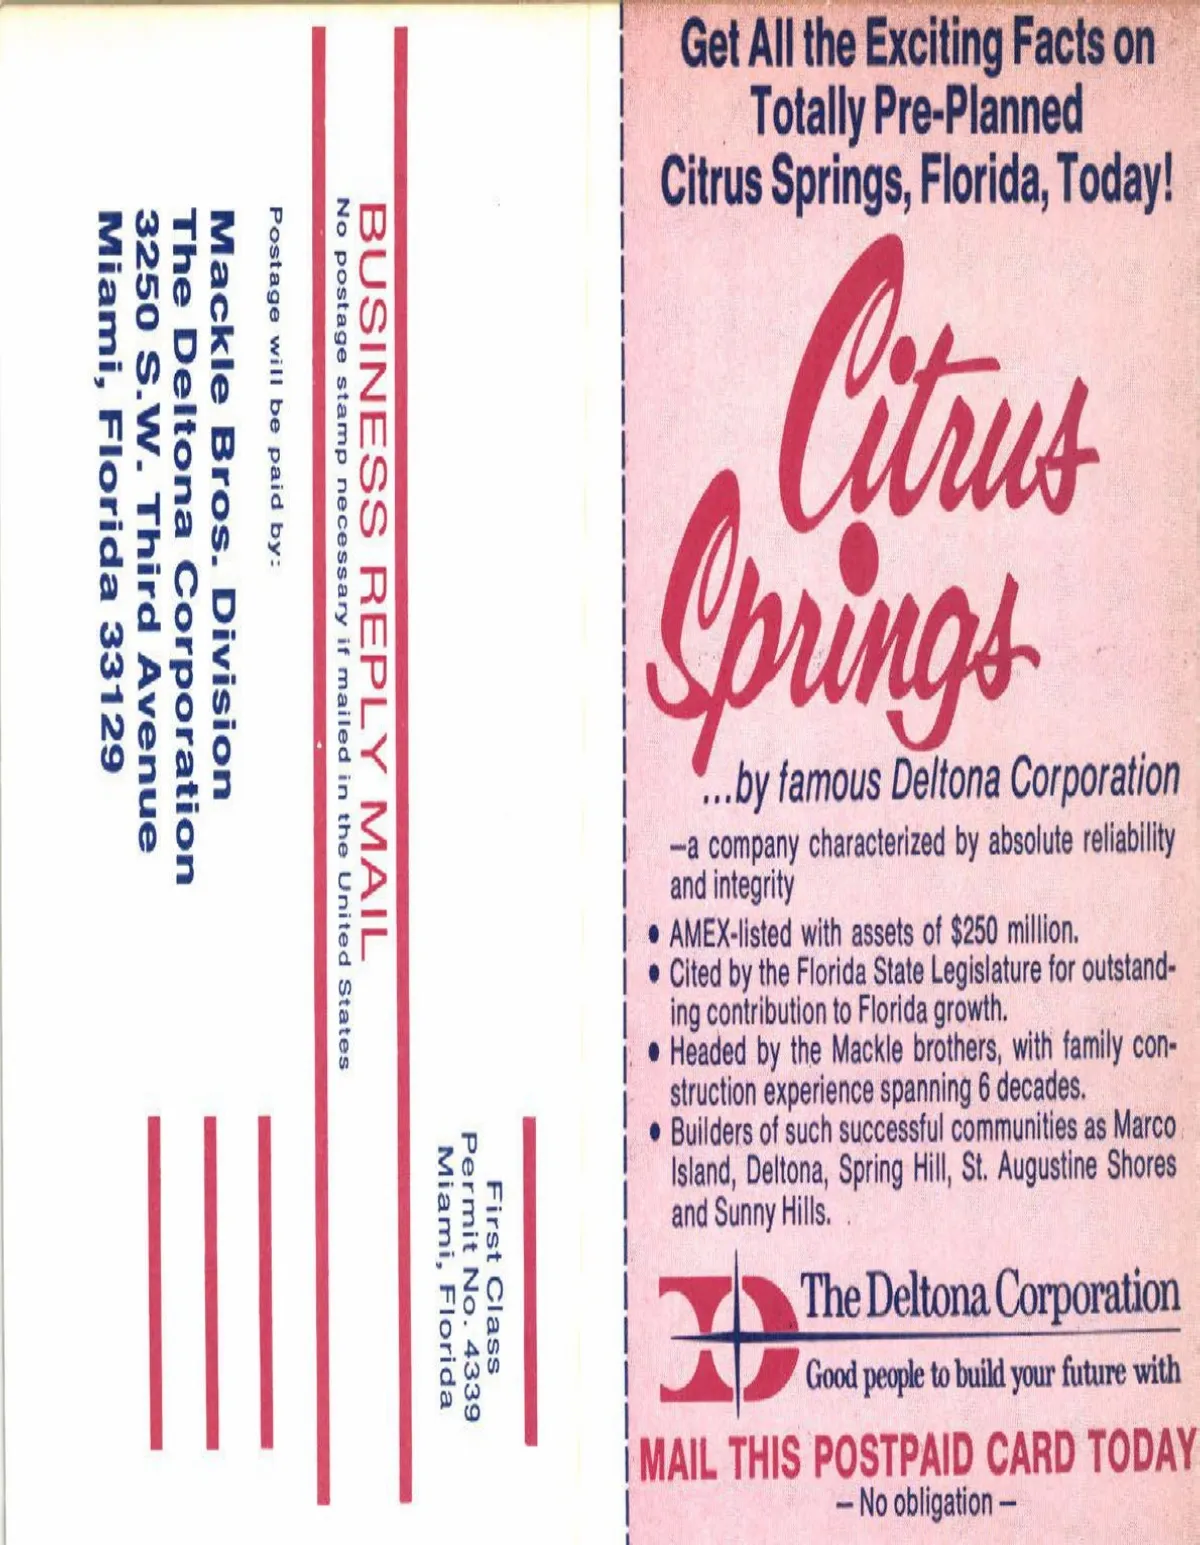 Get All the Exciting Facts on
Totally Pre-Planned
Citrus Springs, Florida, Today!
Citrus
Springs
...by famous Deltona Corporation
—a company characterized by absolute reliability
and integrity
• AMEX-listed with assets of $250 million.
• Cited by the Florida State Legislature for outstand-
ing contribution to Florida growth.
• Headed by the Mackle brothers, with family con-
struction experience spanning 6 decades.
• Builders of such successful communities as Marco
Island, Deltona, Spring Hill, St. Augustine Shores
and Sunny Hills.
The Deltona Corporation
Good people to build your future with
MAIL THIS POSTPAID CARD TODAY
– No obligation –
First Class
Permit No. 4339
Miami, Florida
BUSINESS REPLY MAIL
No postage stamp necessary if mailed in the United States
Postage will be paid by:
Mackle Bros. Division
The Deltona Corporation
3250 S.W. Third Avenue
Miami, Florida 33129